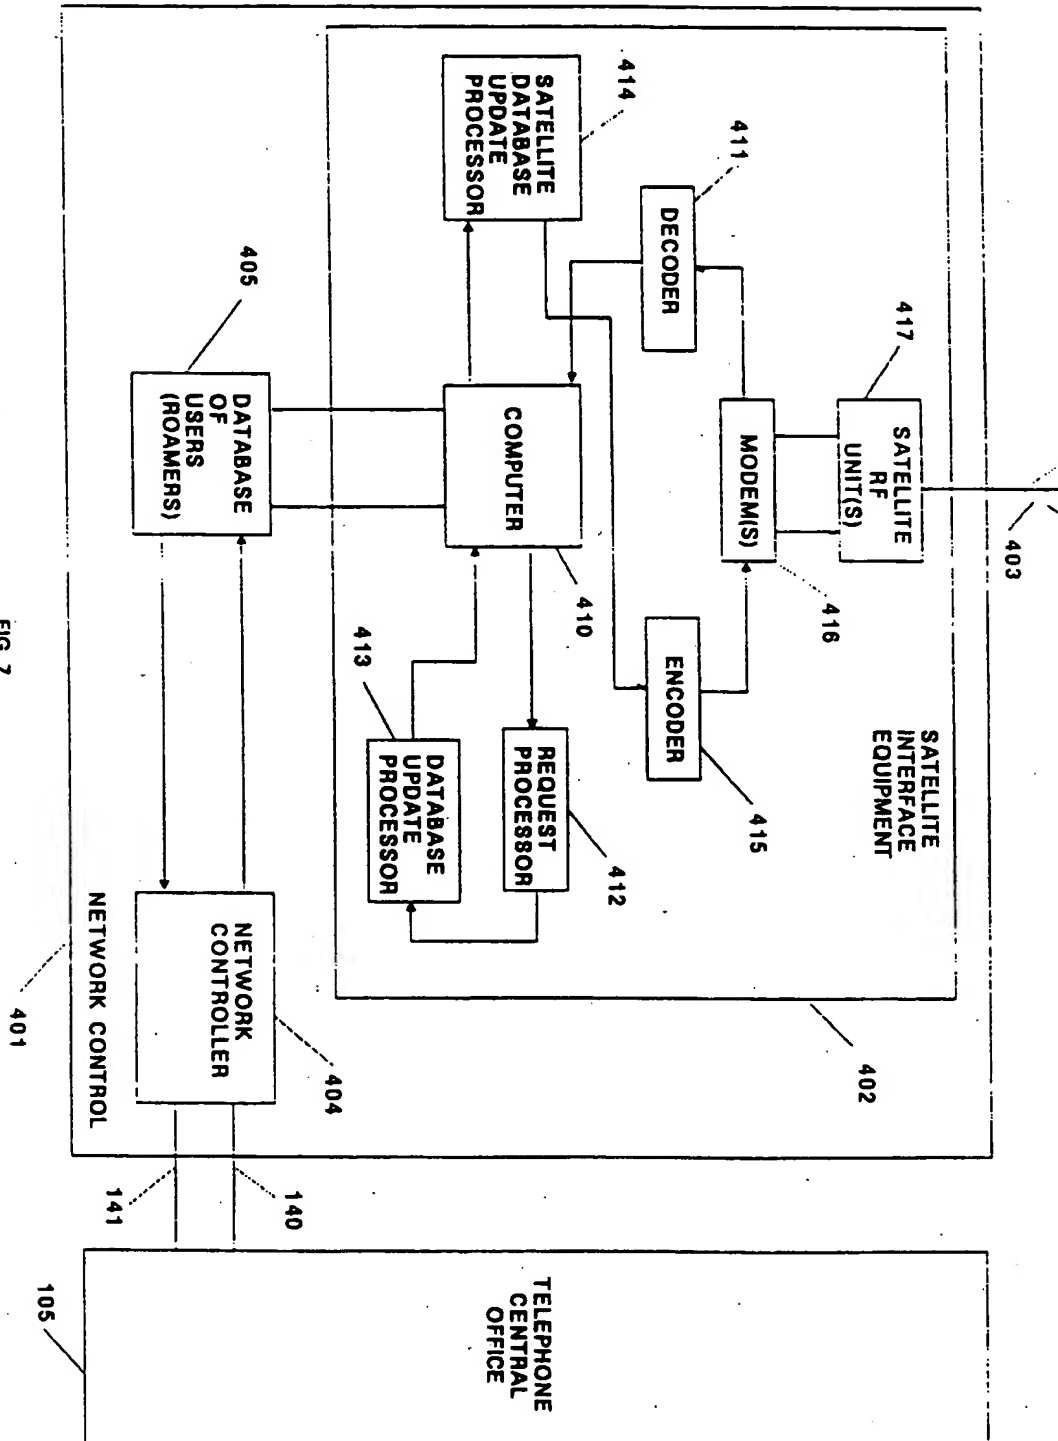 414
SATELLITE
DATABASE
UPDATE
PROCESSOR
411
DECODER
417
SATELLITE
RF
UNIT(S)
403
MODEM(S)
416
405
DATABASE
OF
USERS
(ROAMERS)
COMPUTER
410
ENCODER
415
SATELLITE
INTERFACE
EQUIPMENT
413
DATABASE
UPDATE
PROCESSOR
REQUEST
PROCESSOR
412
402
NETWORK
CONTROLLER
404
NETWORK CONTROL
401
141
140
TELEPHONE
CENTRAL
OFFICE
105
FIG. 7